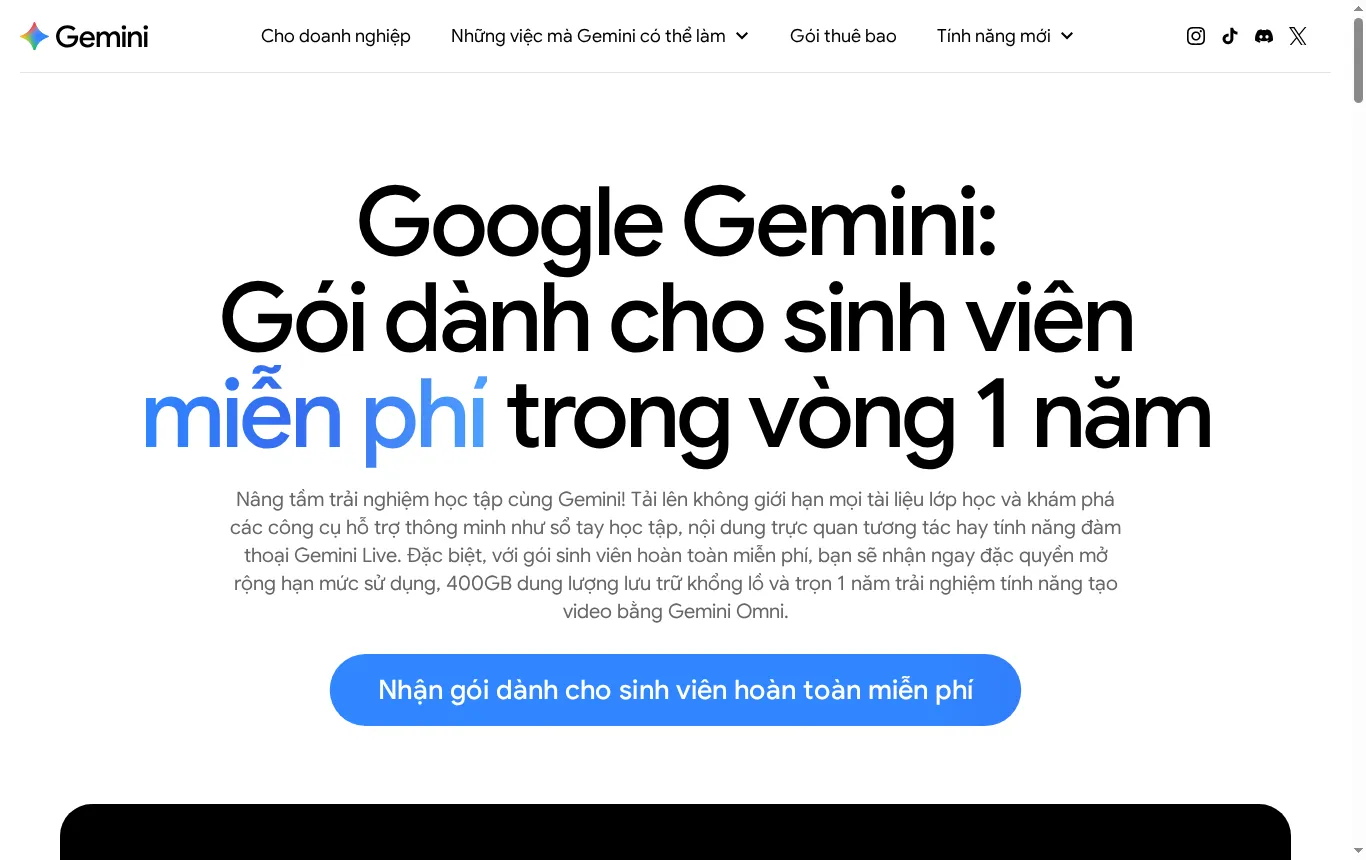 Gemini
Cho doanh nghiệp
Những việc mà Gemini có thể làm
Gói thuê bao
Tính năng mới
Google Gemini:
Gói dành cho sinh viên
miễn phí trong vòng 1 năm
Nâng tầm trải nghiệm học tập cùng Gemini! Tải lên không giới hạn mọi tài liệu lớp học và khám phá
các công cụ hỗ trợ thông minh như sổ tay học tập, nội dung trực quan tương tác hay tính năng đàm
thoại Gemini Live. Đặc biệt, với gói sinh viên hoàn toàn miễn phí, bạn sẽ nhận ngay đặc quyền mở
rộng hạn mức sử dụng, 400GB dung lượng lưu trữ khổng lồ và trọn 1 năm trải nghiệm tính năng tạo
video bằng Gemini Omni.
Nhận gói dành cho sinh viên hoàn toàn miễn phí